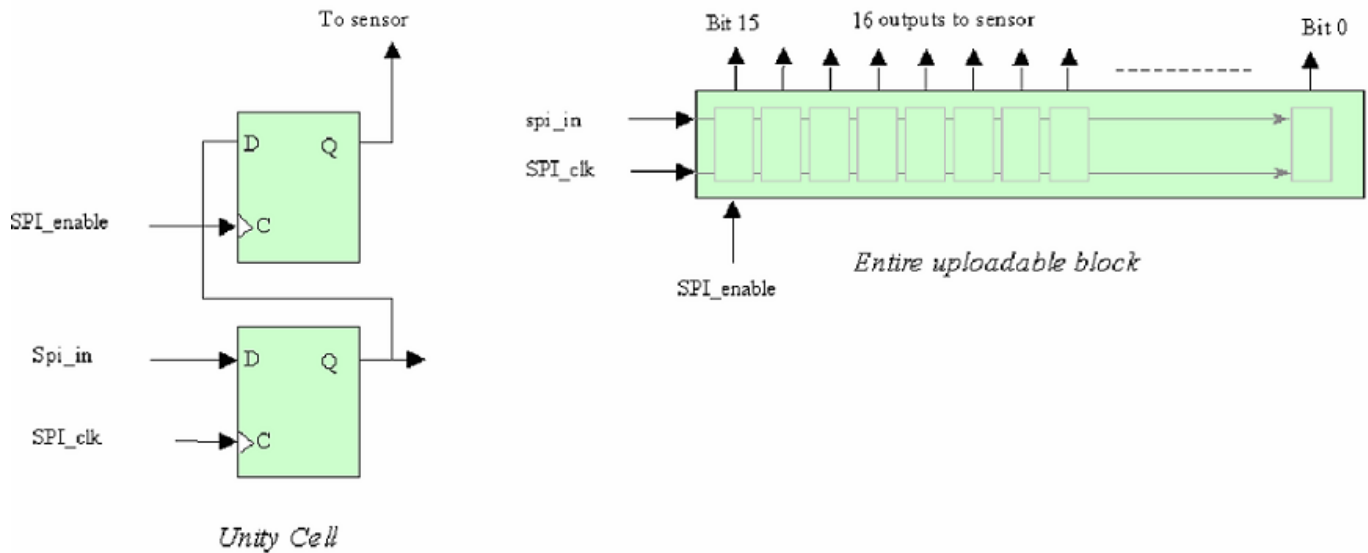 To sensor
D Q
SPI_enable
C
Spi_in
D Q
SPI_clk
C
Unity Cell
Bit 15
16 outputs to sensor
Bit 0
spi_in
SPI_clk
SPI_enable
Entire uploadable block